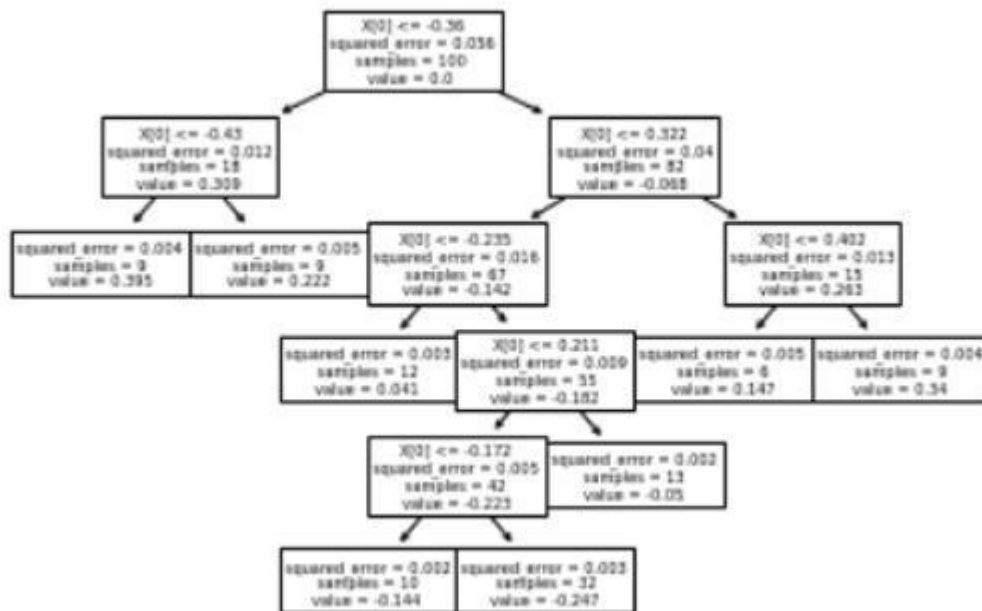 X[0] <= -0.36
squared_error = 0.056
samples = 100
value = 0.0
X[0] <= -0.43
squared_error = 0.012
samples = 18
value = 0.309
X[0] <= 0.322
squared_error = 0.04
samples = 82
value = -0.068
squared_error = 0.004
samples = 9
value = 0.395
squared_error = 0.005
samples = 9
value = 0.222
X[0] <= -0.235
squared_error = 0.016
samples = 67
value = -0.142
X[0] <= 0.402
squared_error = 0.013
samples = 15
value = 0.263
squared_error = 0.003
samples = 12
value = 0.041
X[0] <= 0.211
squared_error = 0.009
samples = 55
value = -0.182
squared_error = 0.005
samples = 6
value = 0.147
squared_error = 0.004
samples = 9
value = 0.34
X[0] <= -0.172
squared_error = 0.005
samples = 42
value = -0.223
squared_error = 0.002
samples = 13
value = -0.05
squared_error = 0.002
samples = 10
value = -0.144
squared_error = 0.003
samples = 32
value = -0.247